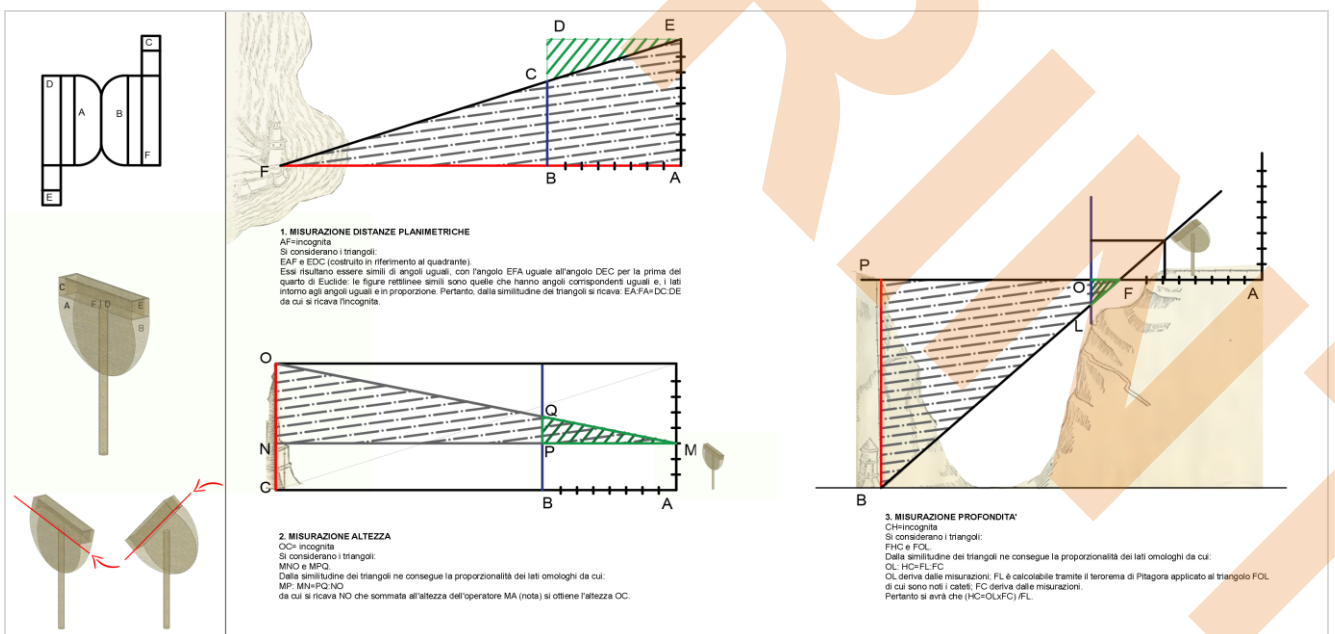 C
D
A
B
F
E
C
A
F
D
E
B
D
E
C
F
B
A
1. MISURAZIONE DISTANZE PLANIMETRICHE
AF=incognita
Si considerano i triangoli:
EAF e EDC (costruito in riferimento al quadrante).
Essi risultano essere simili di angoli uguali, con l'angolo EFA uguale all'angolo DEC per la prima del
quarto di Euclide: le figure rettilinee simili sono quelle che hanno angoli corrispondenti uguali e, i lati
intorno agli angoli uguali e in proporzione. Pertanto, dalla similitudine dei triangoli si ricava: EA:FA=DC:DE
da cui si ricava l'incognita.
O
Q
N
P
M
G
B
A
2. MISURAZIONE ALTEZZA
OC= incognita
Si considerano i triangoli:
MNO e MPQ.
Dalla similitudine dei triangoli ne consegue la proporzionalità dei lati omologhi da cui:
MP: MN=PQ:NO
da cui si ricava NO che sommata all'altezza dell'operatore MA (nota) si ottiene l'altezza OC.
P
O
F
A
L
B
3. MISURAZIONE PROFONDITA'
CH=incognita
Si considerano i triangoli:
FHC e FOL.
Dalla similitudine dei triangoli ne consegue la proporzionalità dei lati omologhi da cui:
OL: HC=FL:FC
OL deriva dalle misurazioni; FL è calcolabile tramite il terorema di Pitagora applicato al triangolo FOL
di cui sono noti i cateti; FC deriva dalle misurazioni.
Pertanto si avrà che (HC=OLxFC) /FL.